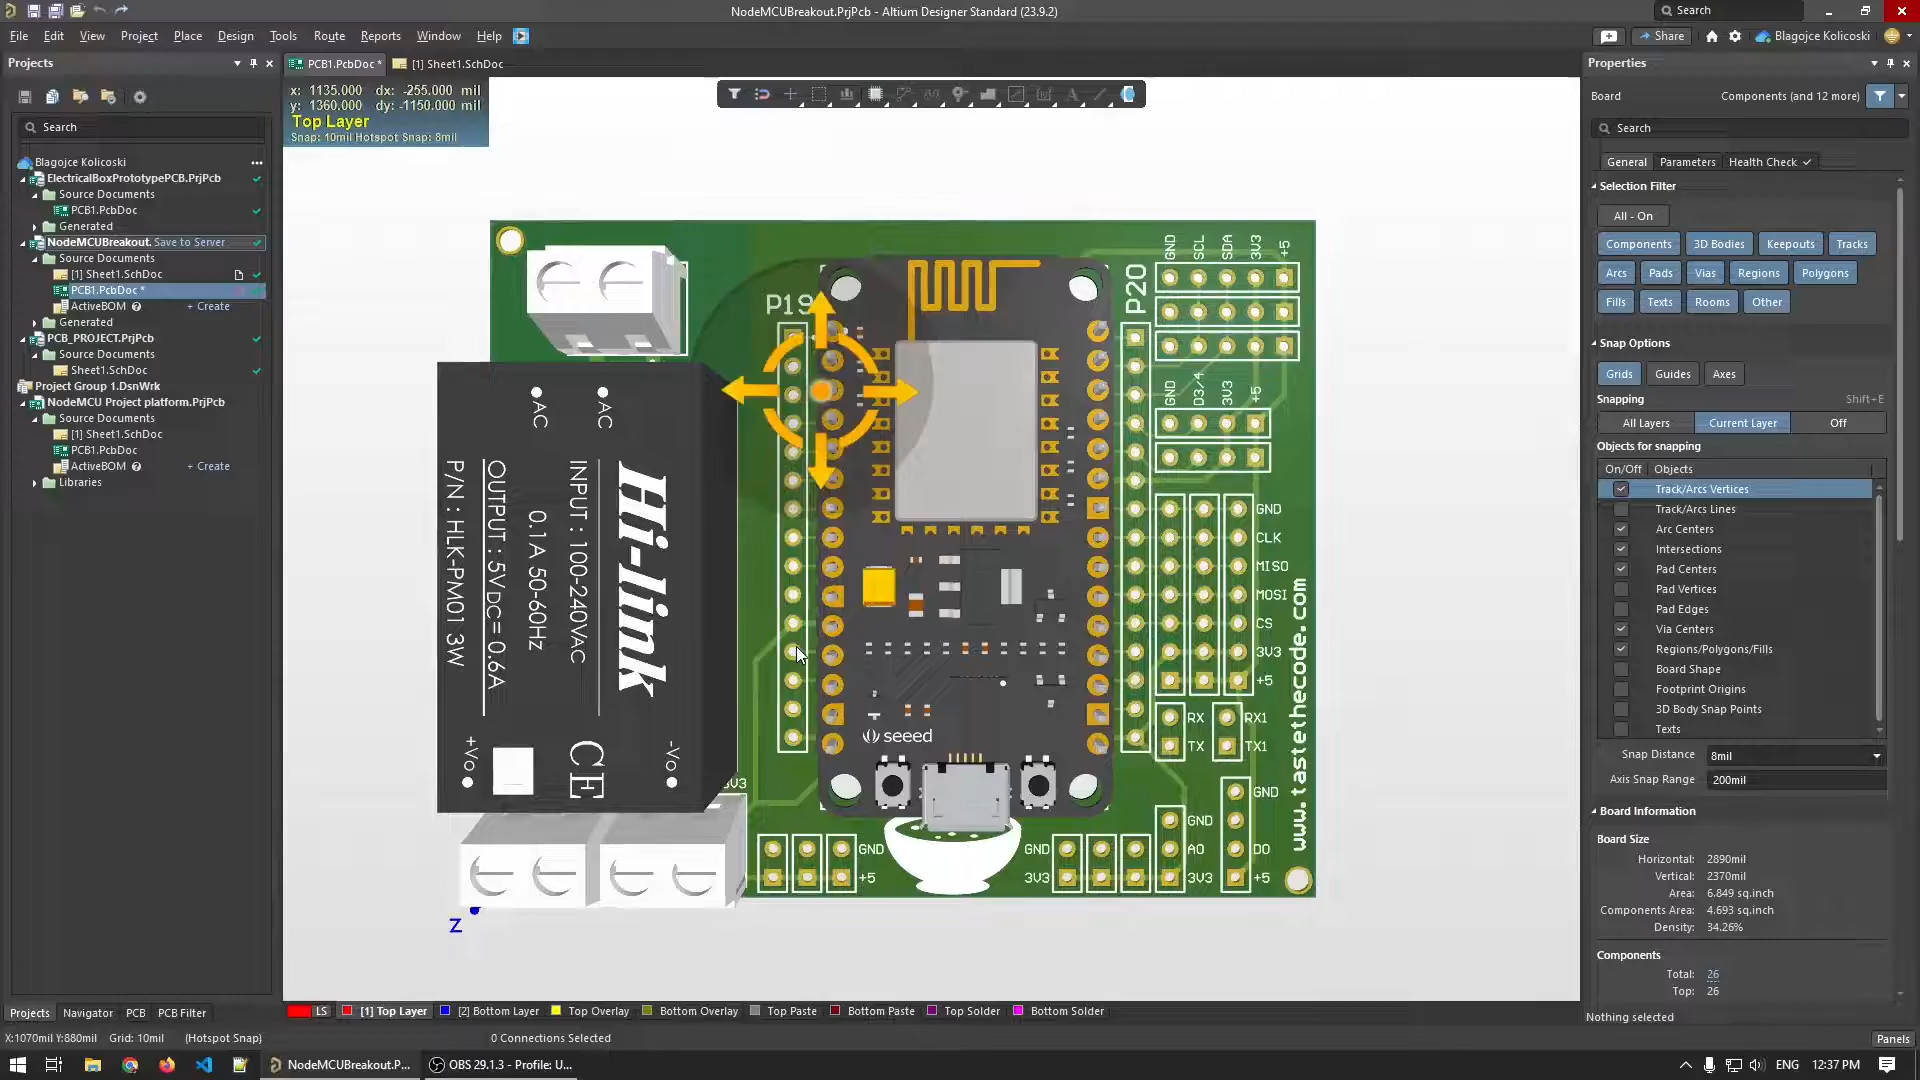 NodeMCUBreakout.PrjPcb - Altium Designer Standard (23.9.2)
Search
File Edit View Project Place Design Tools Route Reports Window Help
Share
Blagojce Kolicoski
Projects
PCB1.PcbDoc *
[1] Sheet1.SchDoc
Properties
x: 1135.000 dx: -255.000 mil
y: 1360.000 dy: -1150.000 mil
Top Layer
Snap: 10mil Hotspot Snap: 8mil
Board
Components (and 12 more)
Search
Search
General
Parameters
Health Check
Blagojce Kolicoski
ElectricalBoxPrototypePCB.PrjPcb
Source Documents
PCB1.PcbDoc
Generated
NodeMCUBreakout. Save to Server
Source Documents
[1] Sheet1.SchDoc
PCB1.PcbDoc *
ActiveBOM + Create
Generated
PCB_PROJECT.PrjPcb
Source Documents
Sheet1.SchDoc
Project Group 1.DsnWrk
NodeMCU Project platform.PrjPcb
Source Documents
[1] Sheet1.SchDoc
PCB1.PcbDoc
ActiveBOM + Create
Libraries
P19
P20
GND
SCL
SDA
3V3
+5
GND
D3/4
3V3
+5
AC
AC
Hi-link
INPUT : 100-240VAC
0.1A 50-60Hz
OUTPUT : 5VDC= 0.6A
P/N : HLK-PM01 3W
+Vo
-Vo
CE
GND
CLK
MISO
MOSI
CS
3V3
+5
RX
RX1
TX
TX1
seeed
www.tastethecode.com
GND
+5
GND
3V3
GND
A0
3V3
GND
D0
+5
Z
Selection Filter
All - On
Components 3D Bodies Keepouts Tracks
Arcs Pads Vias Regions Polygons
Fills Texts Rooms Other
Snap Options
Grids Guides Axes
Snapping Shift+E
All Layers Current Layer Off
Objects for snapping
On/Off Objects
Track/Arcs Vertices
Track/Arcs Lines
Arc Centers
Intersections
Pad Centers
Pad Vertices
Pad Edges
Via Centers
Regions/Polygons/Fills
Board Shape
Footprint Origins
3D Body Snap Points
Texts
Snap Distance 8mil
Axis Snap Range 200mil
Board Information
Board Size
Horizontal: 2890mil
Vertical: 2370mil
Area: 6.849 sq.inch
Components Area: 4.693 sq.inch
Density: 34.26%
Components
Total: 26
Top: 26
Nothing selected
Projects Navigator PCB PCB Filter
LS [1] Top Layer [2] Bottom Layer Top Overlay Bottom Overlay Top Paste Bottom Paste Top Solder Bottom Solder
X:1070mil Y:880mil Grid: 10mil (Hotspot Snap)
0 Connections Selected
Panels
NodeMCUBreakout.P...
OBS 29.1.3 - Profile: U...
ENG
12:37 PM